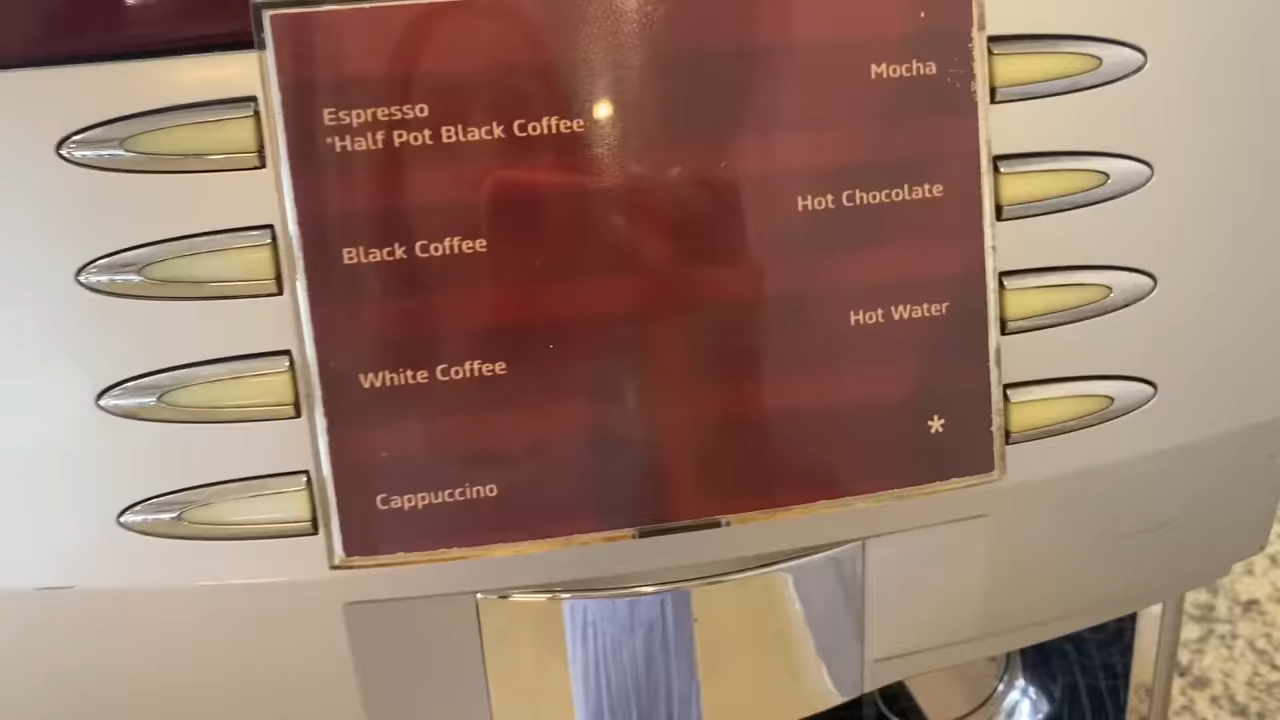 Espresso
*Half Pot Black Coffee
Black Coffee
White Coffee
Cappuccino
Mocha
Hot Chocolate
Hot Water
*